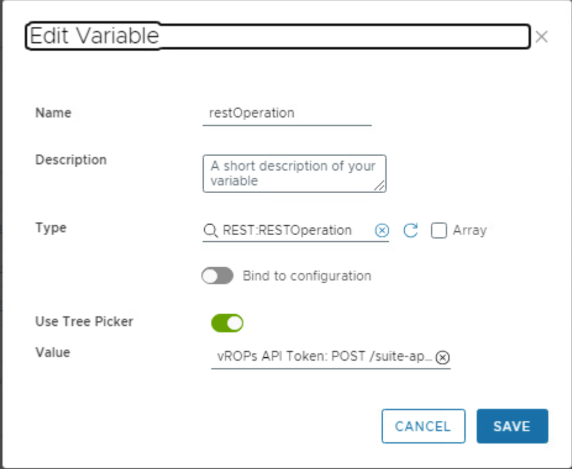 Edit Variable
Name
restOperation
Description
A short description of your
variable
Type
REST:RESTOperation
Array
Bind to configuration
Use Tree Picker
Value
vROPs API Token: POST /suite-ap...
CANCEL
SAVE